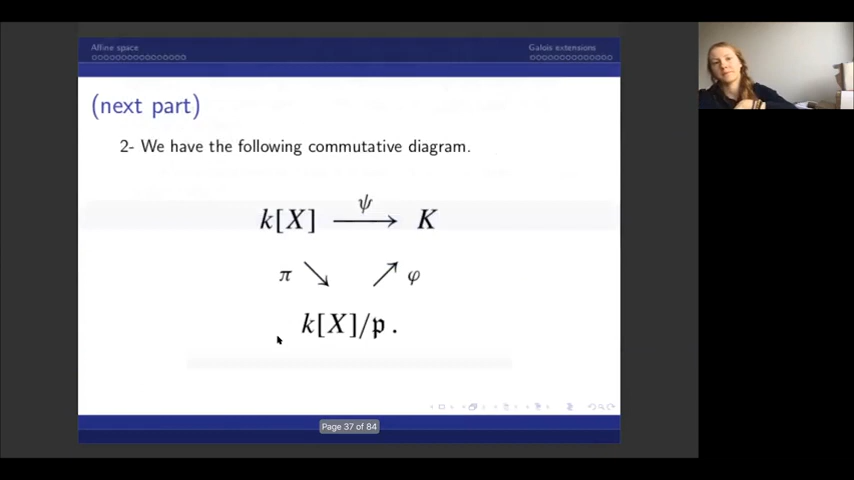 Affine space
Galois extensions
(next part)
2- We have the following commutative diagram.
k[X] ψ→ K
π ↘ ↗ φ
k[X]/𝔭 .
Page 37 of 84